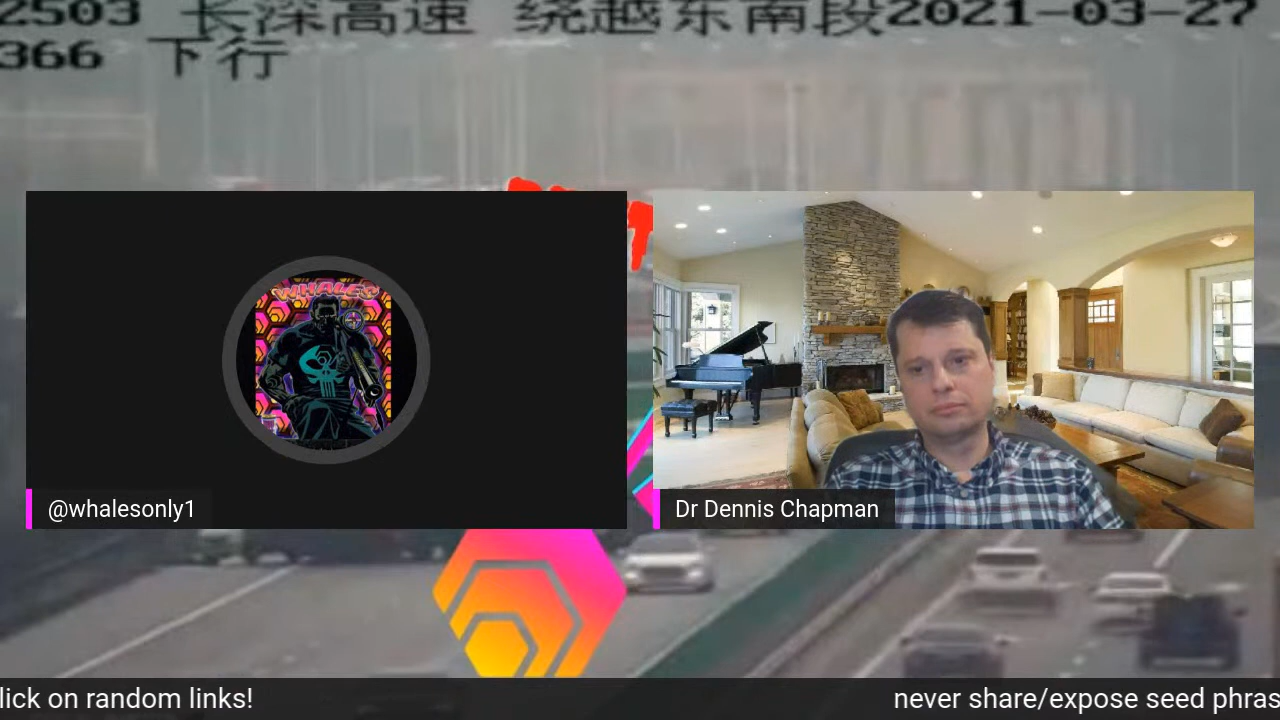 2503 长深高速 绕越东南段2021-03-27
366 下行
WHALES
@whalesonly1
Dr Dennis Chapman
lick on random links!
never share/expose seed phras